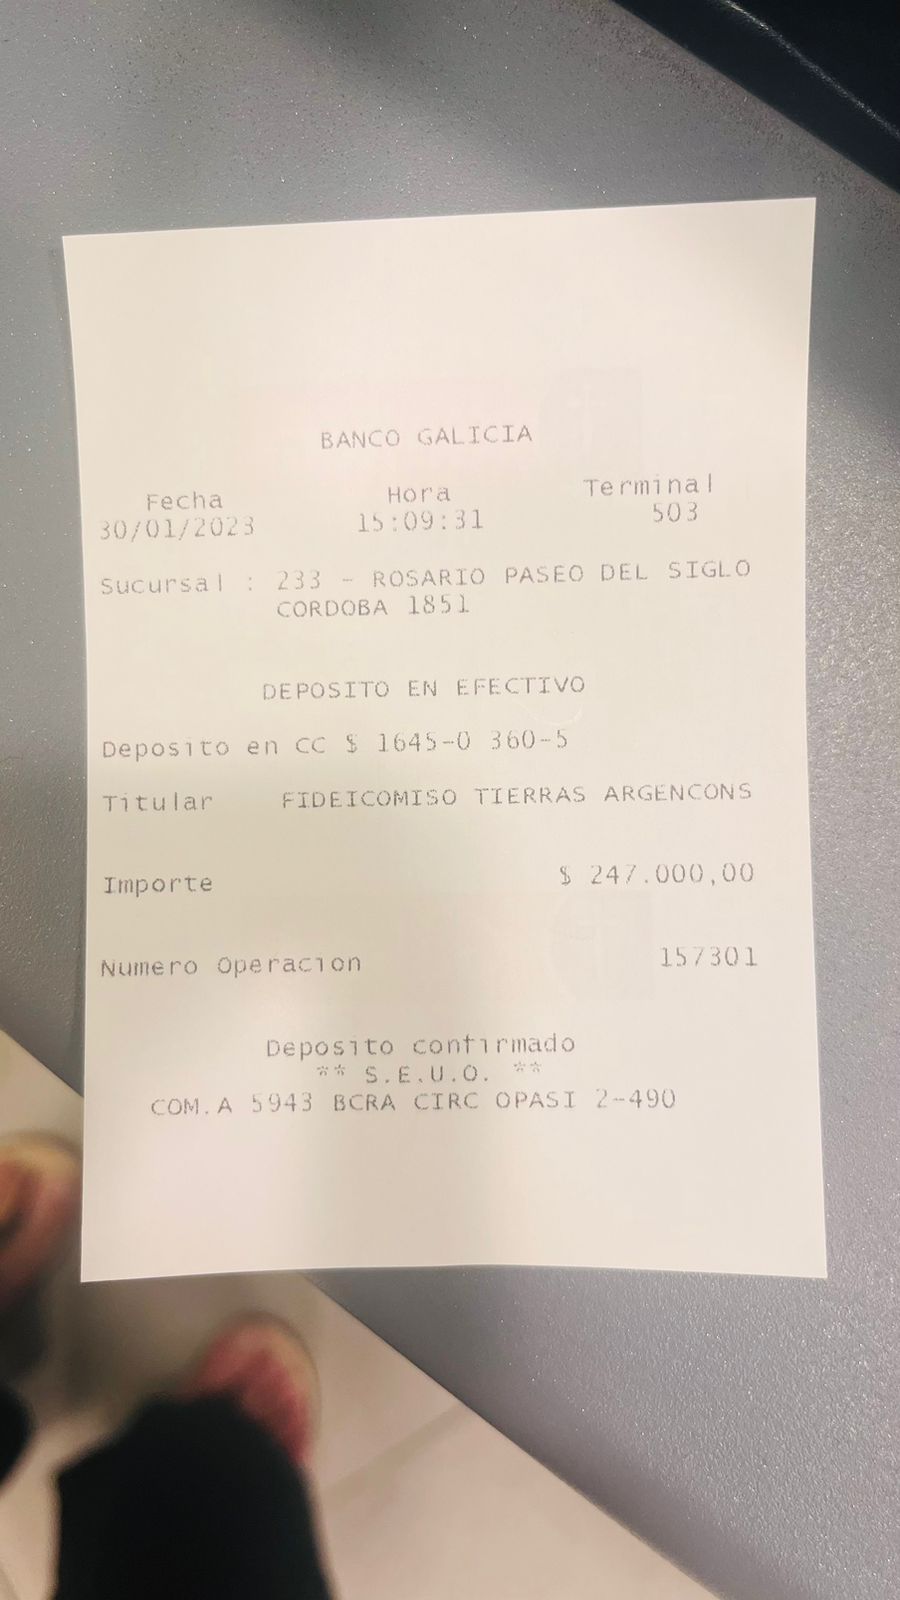 BANCO GALICIA
Fecha Hora Terminal
30/01/2023 15:09:31 503
Sucursal : 233 - ROSARIO PASEO DEL SIGLO
CORDOBA 1851
DEPOSITO EN EFECTIVO
Deposito en CC $ 1645-0 360-5
Titular FIDEICOMISO TIERRAS ARGENCONS
Importe $ 247.000,00
Numero Operacion 157301
Deposito confirmado
** S.E.U.O. **
COM.A 5943 BCRA CIRC OPASI 2-490